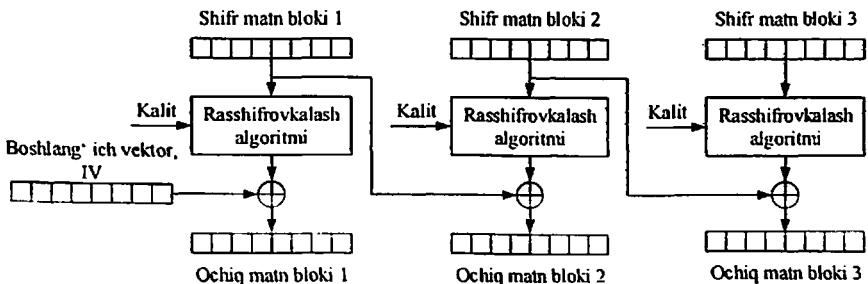 Shifr matn bloki 1
Shifr matn bloki 2
Shifr matn bloki 3
Kalit
Rasshifrovkalash
algoritmi
Kalit
Rasshifrovkalash
algoritmi
Kalit
Rasshifrovkalash
algoritmi
Boshlang‘ ich vektor,
IV
Ochiq matn bloki 1
Ochiq matn bloki 2
Ochiq matn bloki 3